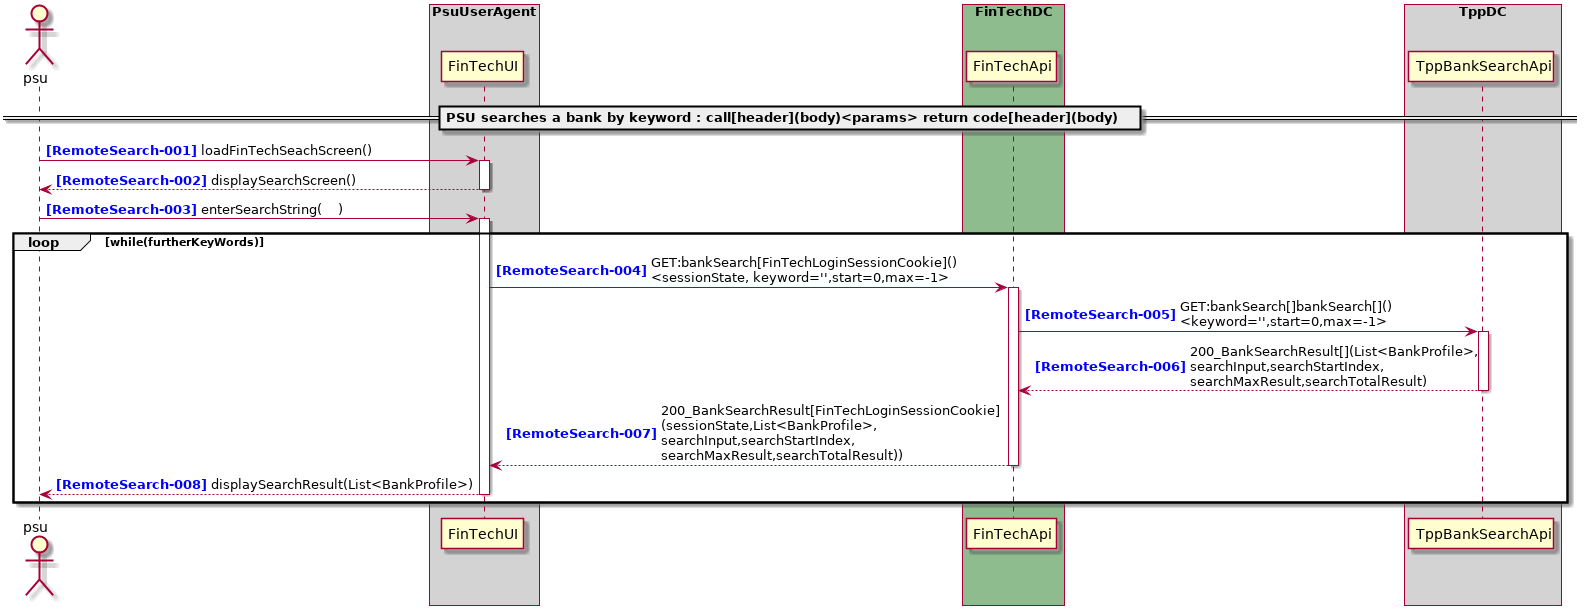 PsuUserAgent
FinTechDC
TppDC
psu
FinTechUI
FinTechApi
TppBankSearchApi
PSU searches a bank by keyword : call[header](body)<params> return code[header](body)
[RemoteSearch-001] loadFinTechSeachScreen()
[RemoteSearch-002] displaySearchScreen()
[RemoteSearch-003] enterSearchString(    )
loop
[while(furtherKeyWords)]
[RemoteSearch-004] GET:bankSearch[FinTechLoginSessionCookie]()
<sessionState, keyword='',start=0,max=-1>
[RemoteSearch-005] GET:bankSearch[]bankSearch[]()
<keyword='',start=0,max=-1>
[RemoteSearch-006] 200_BankSearchResult[](List<BankProfile>,
searchInput,searchStartIndex,
searchMaxResult,searchTotalResult)
[RemoteSearch-007] 200_BankSearchResult[FinTechLoginSessionCookie]
(sessionState,List<BankProfile>,
searchInput,searchStartIndex,
searchMaxResult,searchTotalResult))
[RemoteSearch-008] displaySearchResult(List<BankProfile>)
psu
FinTechUI
FinTechApi
TppBankSearchApi